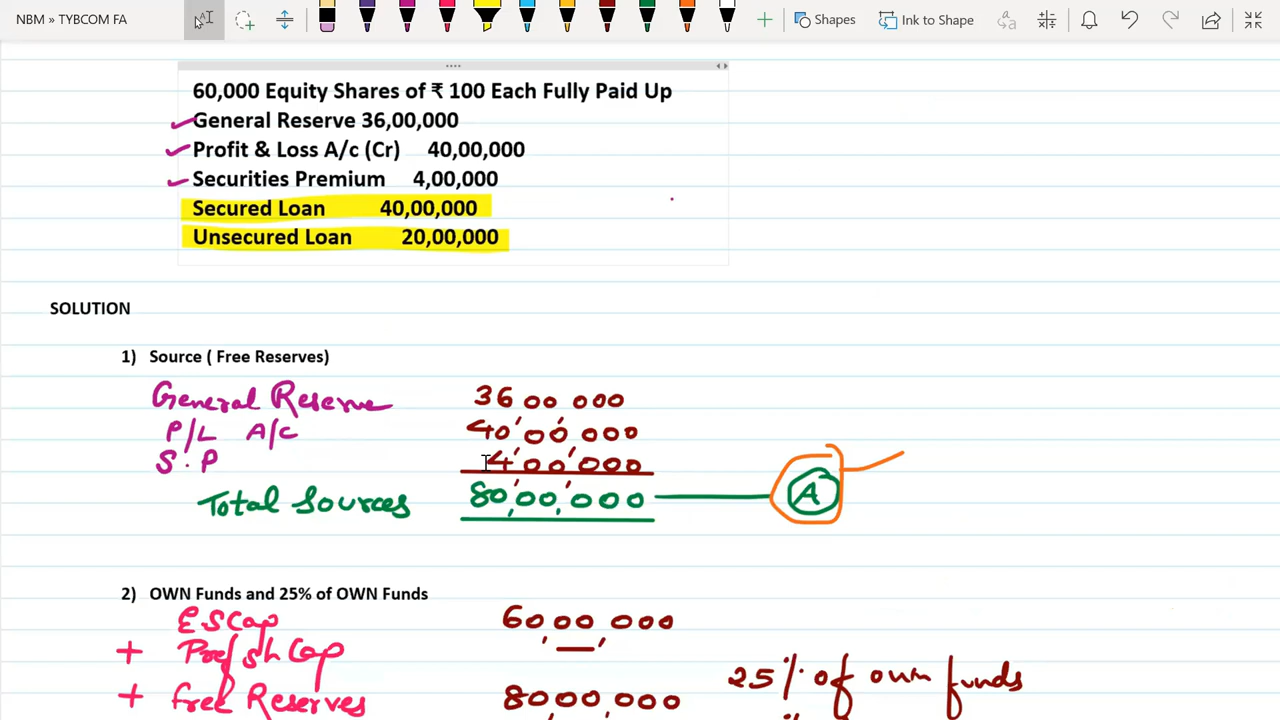 NBM » TYBCOM FA
Shapes
Ink to Shape
60,000 Equity Shares of ₹ 100 Each Fully Paid Up
General Reserve 36,00,000
Profit & Loss A/c (Cr) 40,00,000
Securities Premium 4,00,000
Secured Loan 40,00,000
Unsecured Loan 20,00,000
SOLUTION
1) Source ( Free Reserves)
General Reserve 36,00,000
P/L A/C 40,00,000
S.P 4,00,000
Total Sources 80,00,000 A
2) OWN Funds and 25% of OWN Funds
ES Cap 60,00,000
+ Pref Sh Cap —
25% of own funds
+ free Reserves 80,00,000